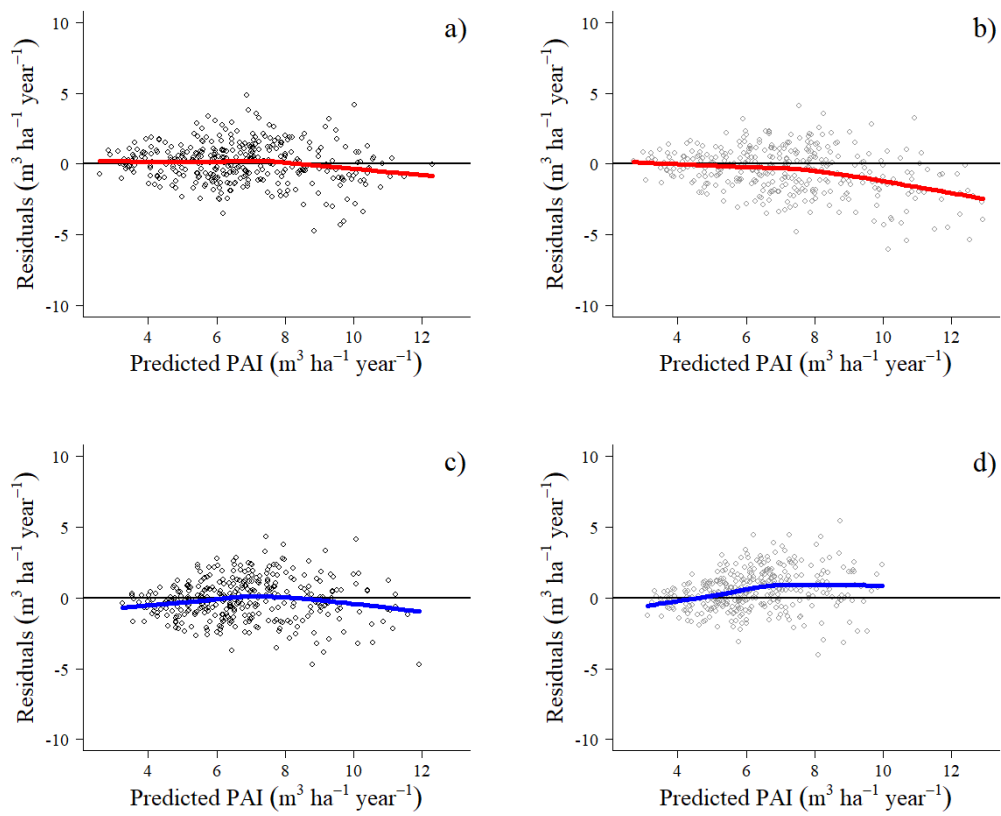 a)
10
5
0
-5
-10
Residuals (m³ ha⁻¹ year⁻¹)
4 6 8 10 12
Predicted PAI (m³ ha⁻¹ year⁻¹)
b)
10
5
0
-5
-10
Residuals (m³ ha⁻¹ year⁻¹)
4 6 8 10 12
Predicted PAI (m³ ha⁻¹ year⁻¹)
c)
10
5
0
-5
-10
Residuals (m³ ha⁻¹ year⁻¹)
4 6 8 10 12
Predicted PAI (m³ ha⁻¹ year⁻¹)
d)
10
5
0
-5
-10
Residuals (m³ ha⁻¹ year⁻¹)
4 6 8 10 12
Predicted PAI (m³ ha⁻¹ year⁻¹)